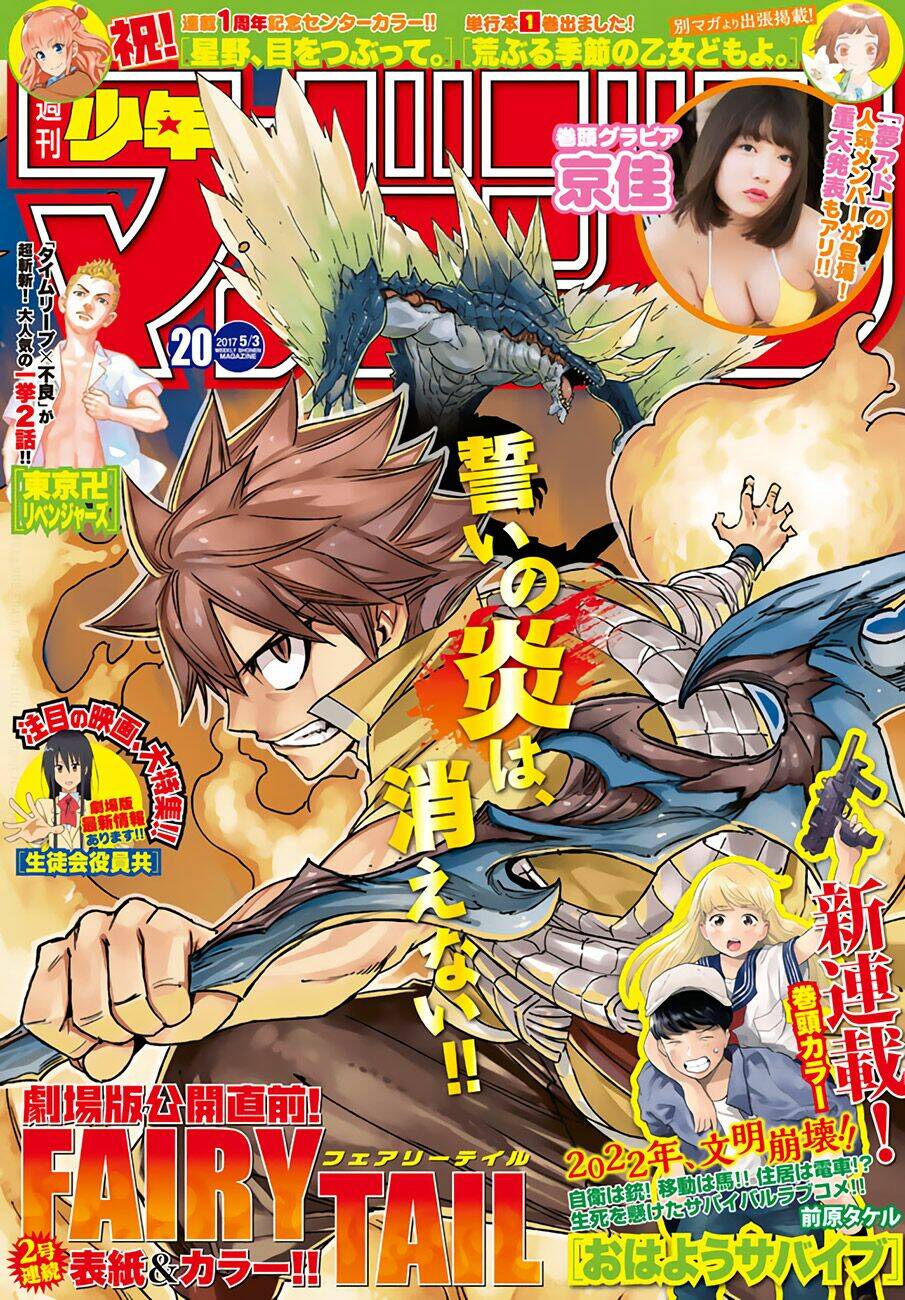 祝!
連載1周年記念センターカラー!!
[星野、目をつぶって。]
単行本1巻出ました!
[荒ぶる季節の乙女どもよ。]
別マガより出張掲載!
週刊
少年
マガジン
巻頭グラビア
京佳
「夢アド」の
人気メンバーが登場!
重大発表もアリ!!
20
2017 5/3
WEEKLY SHONEN
MAGAZINE
「タイムリープ×不良」が
超斬新!大人気の一挙2話!!
[東京卍
リベンジャーズ]
誓いの炎は、
消えない!!
注目の映画、大特集!!
劇場版
最新情報
あります!!
[生徒会役員共]
新連載!
巻頭カラー
2022年、文明崩壊!!
自衛は銃!移動は馬!!住居は電車!?
生死を懸けたサバイバルラブコメ!!
前原タケル
[おはようサバイブ]
劇場版公開直前!
FAIRY
フェアリーテイル
TAIL
2号
連続
表紙&カラー!!